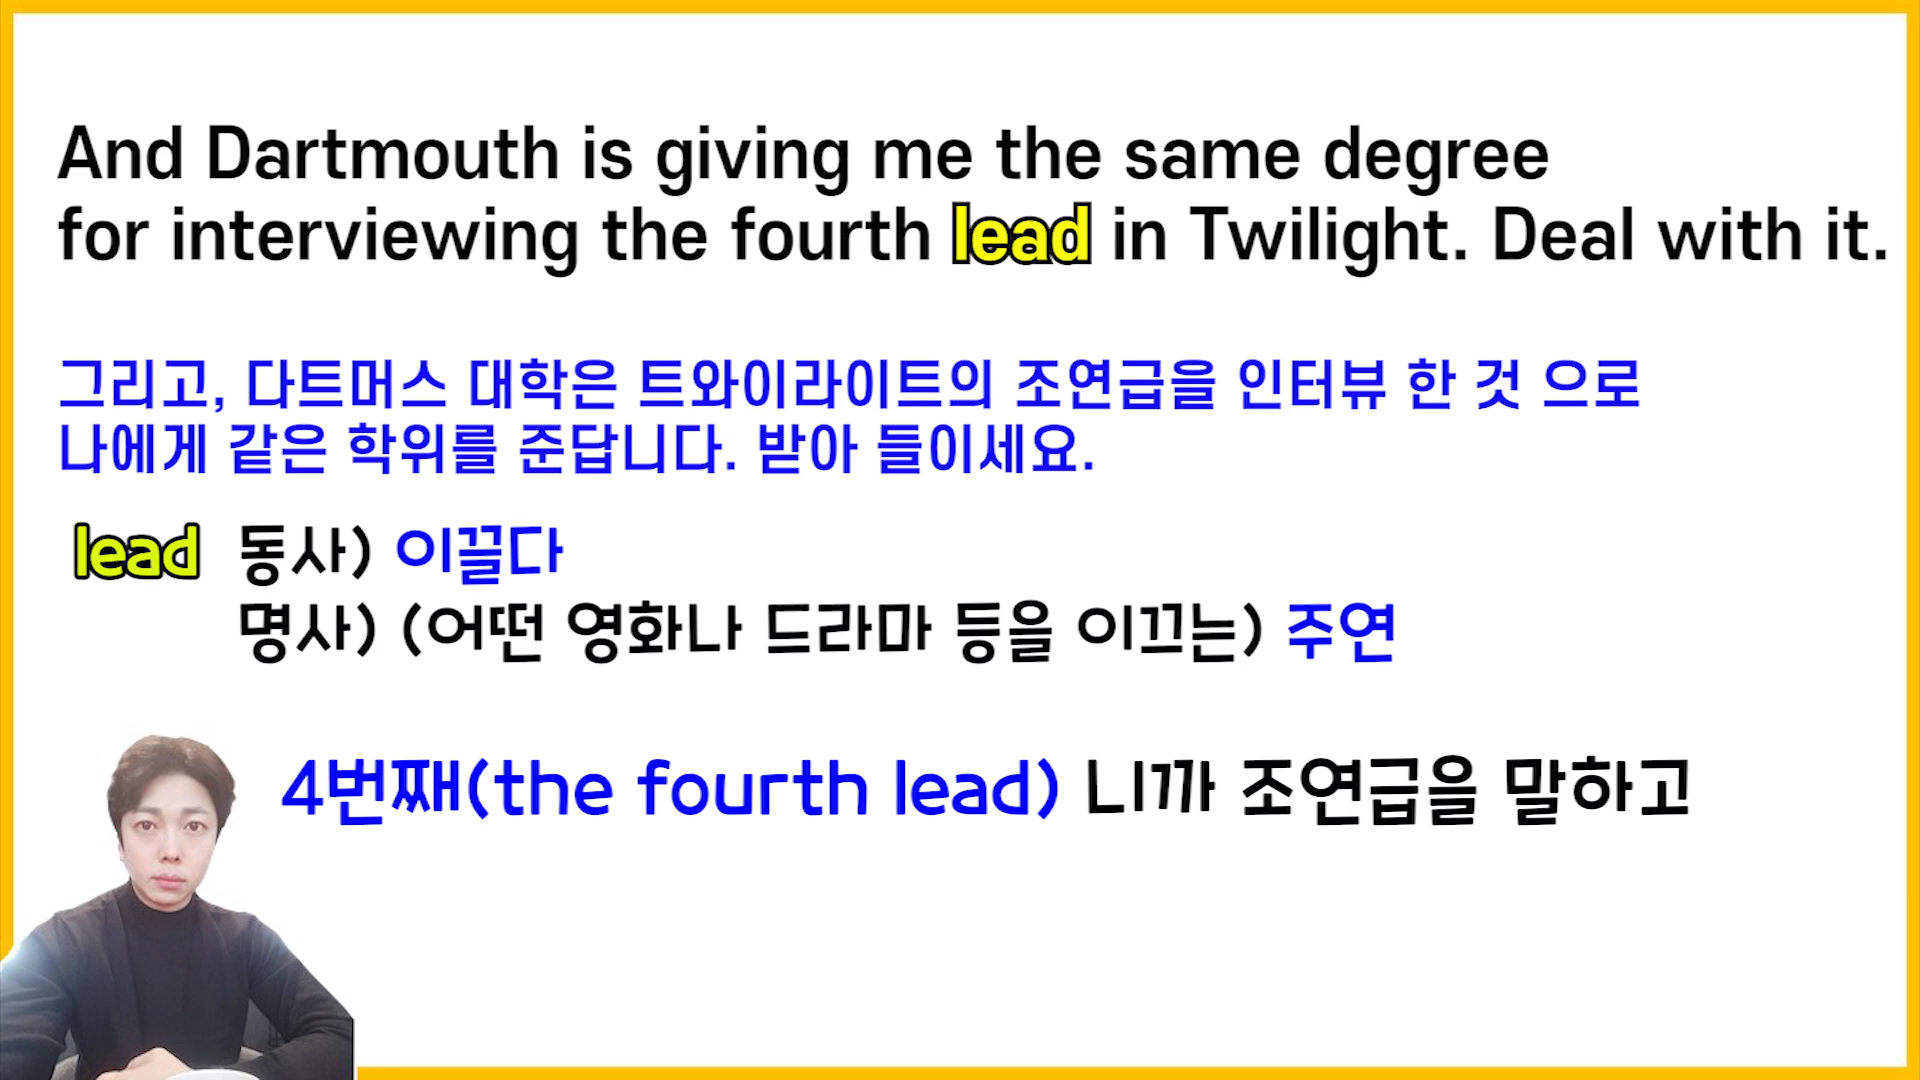 And Dartmouth is giving me the same degree
for interviewing the fourth lead in Twilight. Deal with it.
그리고, 다트머스 대학은 트와이라이트의 조연급을 인터뷰 한 것 으로
나에게 같은 학위를 준답니다. 받아 들이세요.
lead 동사) 이끌다
명사) (어떤 영화나 드라마 등을 이끄는) 주연
4번째(the fourth lead) 니까 조연급을 말하고